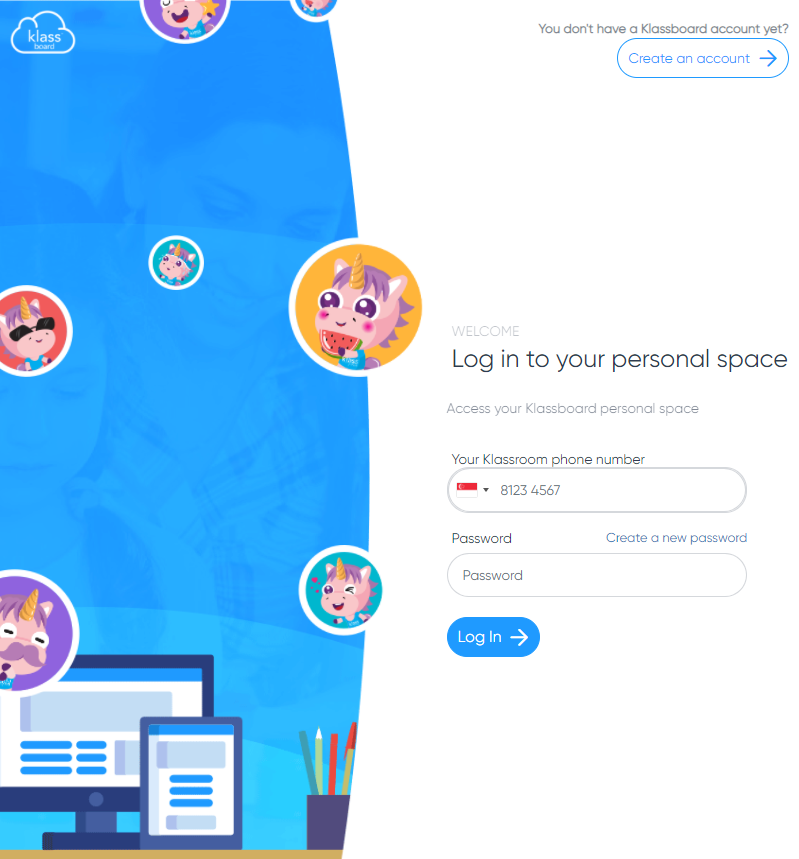 klass
board
You don't have a Klassboard account yet?
Create an account
WELCOME
Log in to your personal space
Access your Klassboard personal space
Your Klassroom phone number
8123 4567
Password
Create a new password
Password
Log In